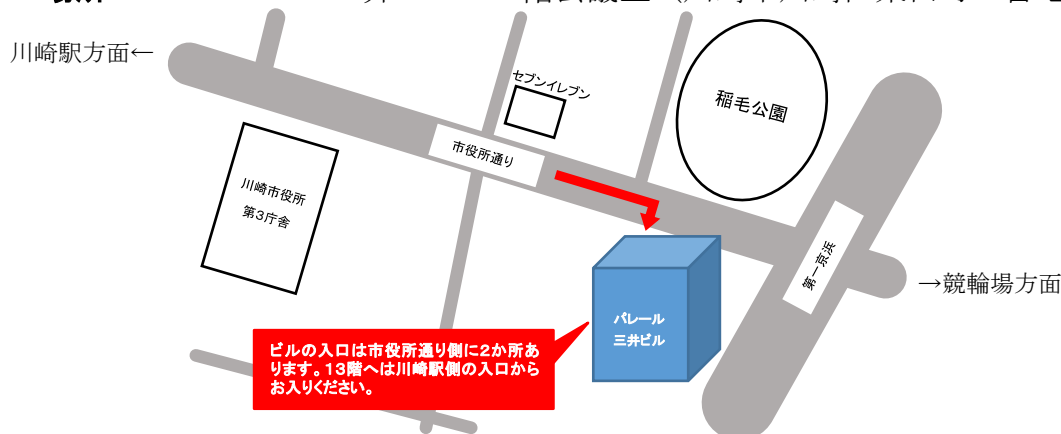 川崎駅方面←
セブンイレブン
稲毛公園
市役所通り
川崎市役所
第3庁舎
第一京浜
→競輪場方面
パレール
三井ビル
ビルの入口は市役所通り側に2か所あ
ります。13階へは川崎駅側の入口から
お入りください。